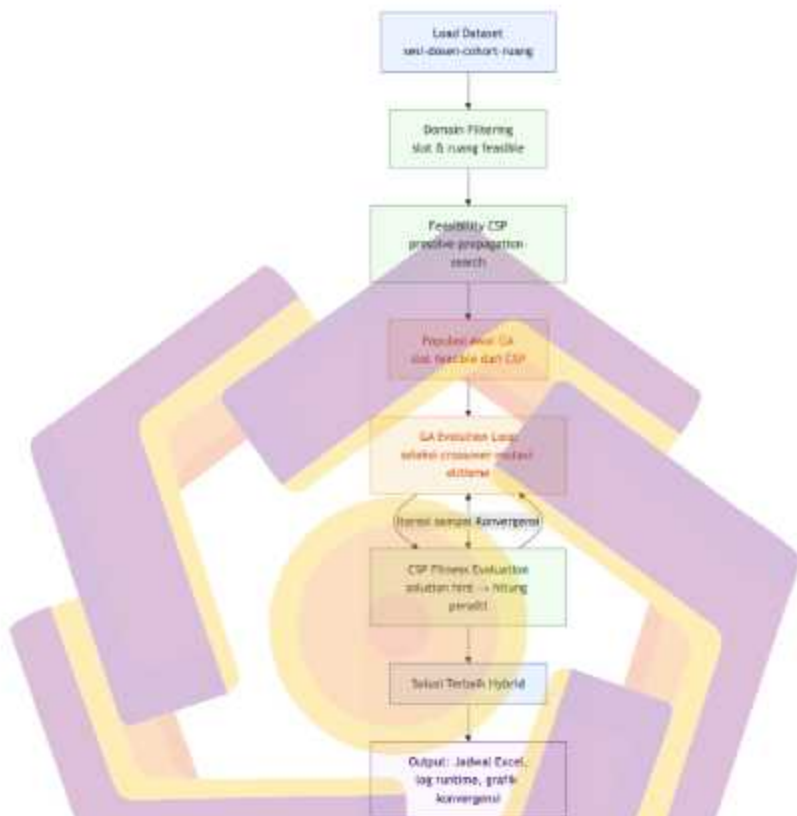 Load Dataset
sesi-dosen-cohort-ruang
Domain Filtering
slot & ruang feasible
Feasibility CSP
presolve propagation
search
Populasi Awal GA
slot feasible dari CSP
GA Evolution Loop
seleksi crossover mutasi
elitisme
Iterasi sampai Konvergensi
CSP Fitness Evaluation
solution hint → hitung
penalti
Solusi Terbaik Hybrid
Output: Jadwal Excel,
log runtime, grafik
konvergensi